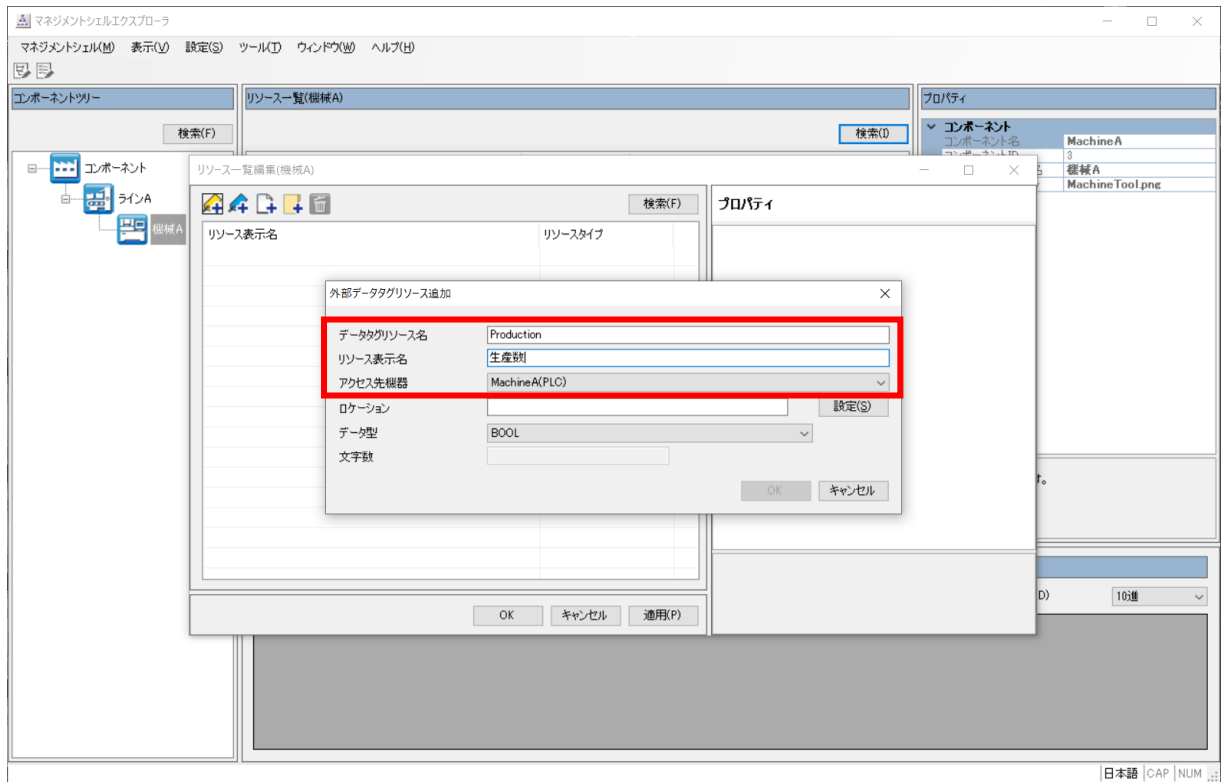 マネジメントシェルエクスプローラ
マネジメントシェル(M) 表示(V) 設定(S) ツール(T) ウィンドウ(W) ヘルプ(H)
コンポーネントツリー
検索(F)
コンポーネント
ラインA
機械A
リソース一覧(機械A)
検索(I)
プロパティ
コンポーネント
コンポーネント名 MachineA
3
機械A
MachineTool.png
す。
D) 10進
リソース一覧編集(機械A)
検索(F)
リソース表示名 リソースタイプ
プロパティ
外部データタグリソース追加
データタグリソース名 Production
リソース表示名 生産数
アクセス先機器 MachineA(PLC)
ロケーション 設定(S)
データ型 BOOL
文字数
OK キャンセル
OK キャンセル 適用(P)
日本語 CAP NUM